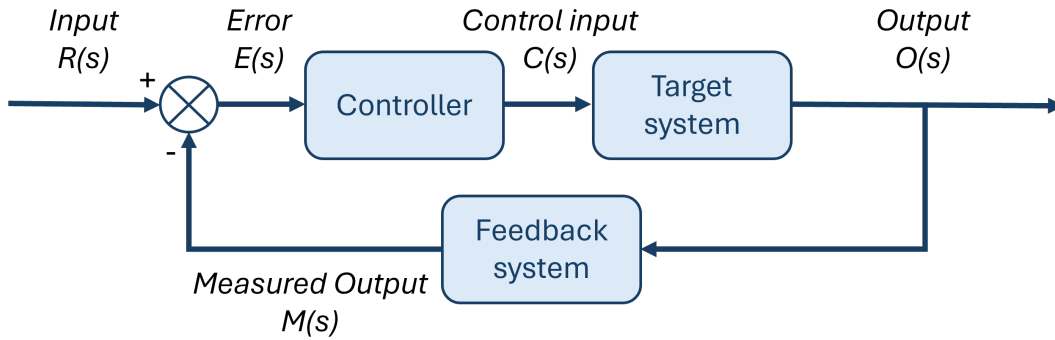 Input
R(s)
Error
E(s)
Control input
C(s)
Output
O(s)
+
Controller
Target
system
-
Feedback
system
Measured Output
M(s)